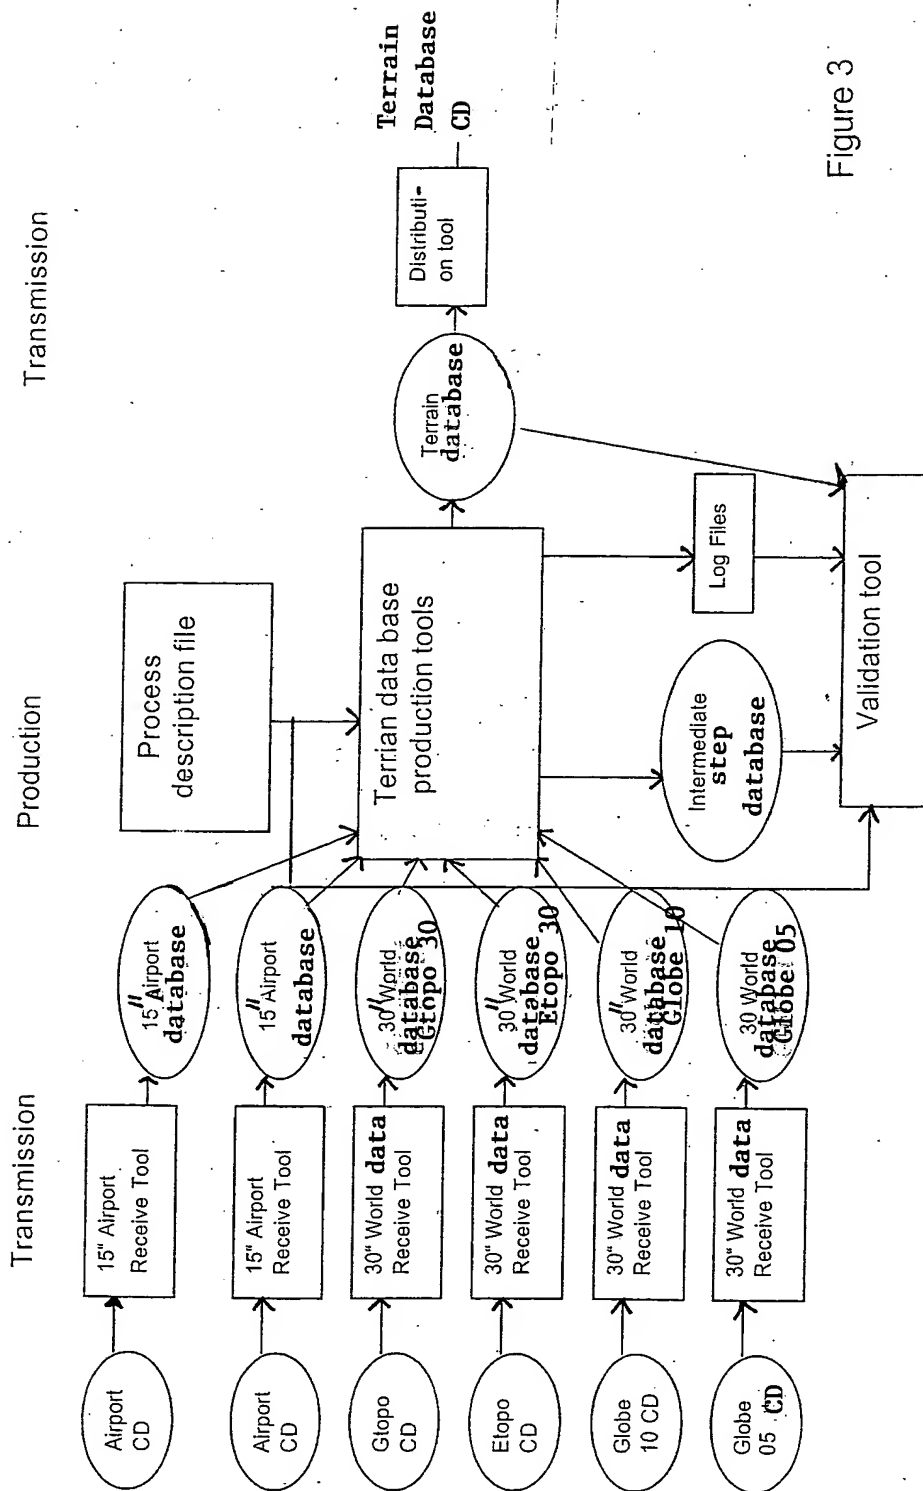 Transmission
Production
Transmission
Airport
CD
15" Airport
Receive Tool
15" Airport
database
Airport
CD
15" Airport
Receive Tool
15" Airport
database
Gtopo
CD
30" World data
Receive Tool
30" World
database
Gtopo 30
Etopo
CD
30" World data
Receive Tool
30" World
database
Etopo 30
Globe
10 CD
30" World data
Receive Tool
30" World
database
Globe 10
Globe
05 CD
30" World data
Receive Tool
30 World
database
Globe 05
Process
description file
Terrian data base
production tools
Intermediate
step
database
Log Files
Validation tool
Terrain
database
Distributi-
on tool
Terrain
Database
CD
Figure 3